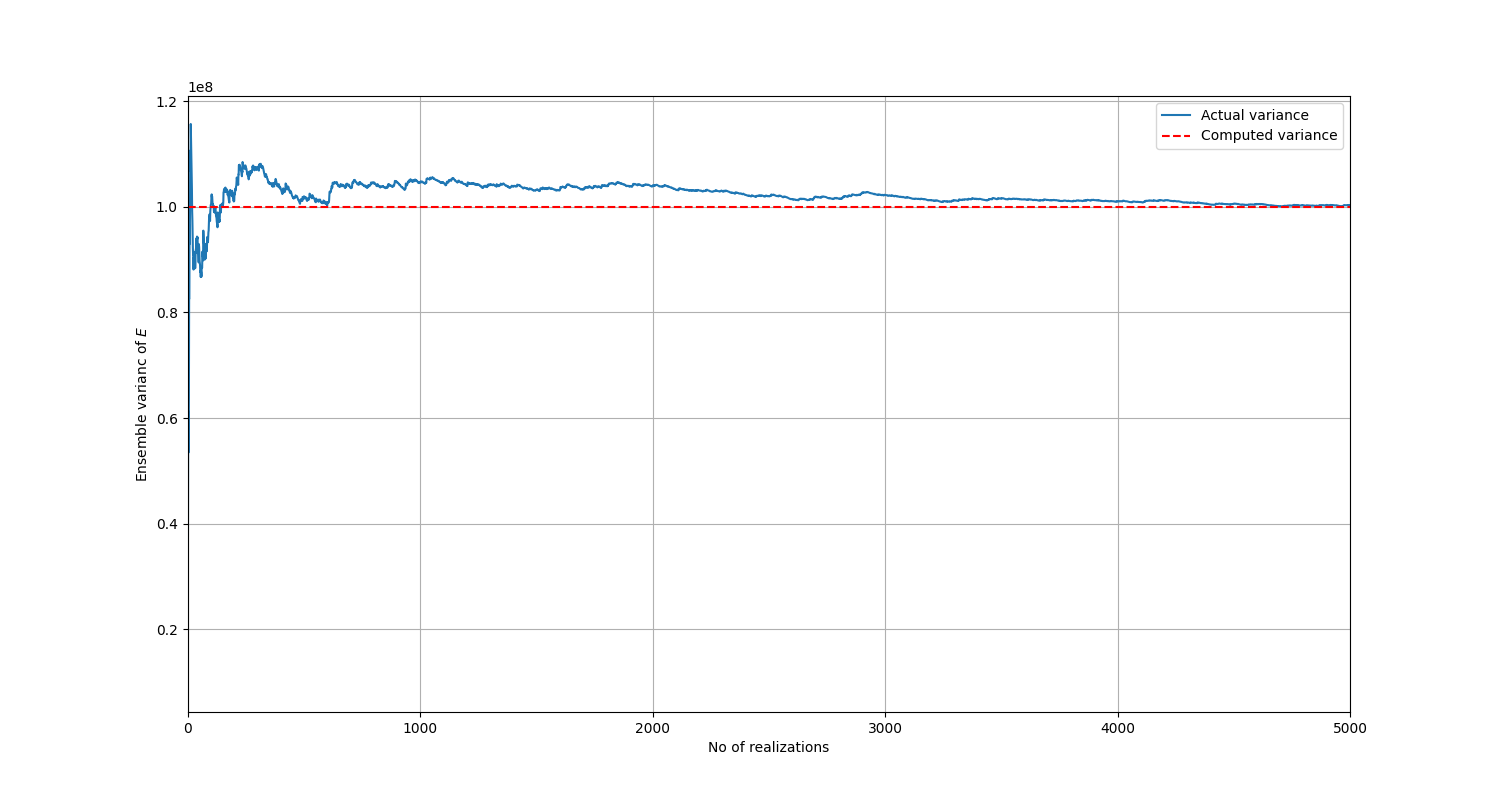 1e8
1.2
1.0
0.8
0.6
0.4
0.2
Ensemble varianc of E
0
1000
2000
3000
4000
5000
No of realizations
Actual variance
Computed variance